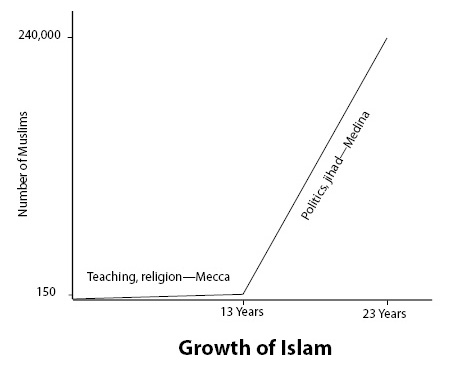 240,000
Number of Muslims
Politics, jihad—Medina
Teaching, religion—Mecca
150
13 Years
23 Years
Growth of Islam